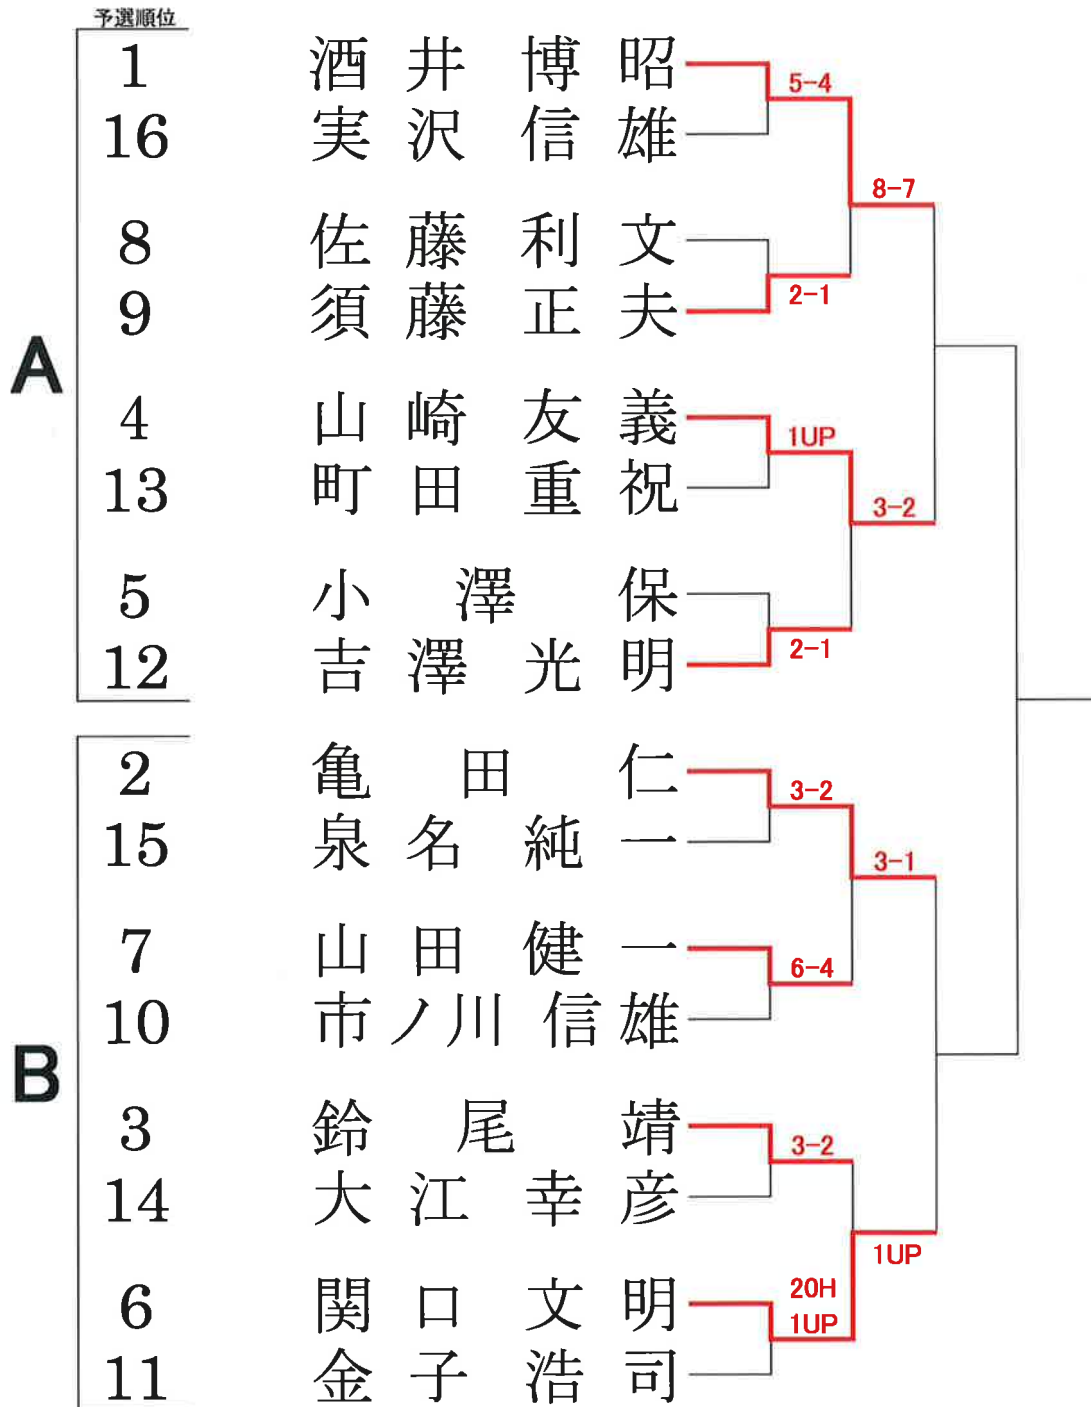 予選順位
1 酒井博昭
5-4
16 実沢信雄
8-7
8 佐藤利文
2-1
9 須藤正夫
A
4 山崎友義
1UP
13 町田重祝
3-2
5 小澤保
2-1
12 吉澤光明
2 亀田仁
3-2
15 泉名純一
3-1
7 山田健一
6-4
10 市ノ川信雄
B
3 鈴尾靖
3-2
14 大江幸彦
1UP
6 関口文明
20H
1UP
11 金子浩司